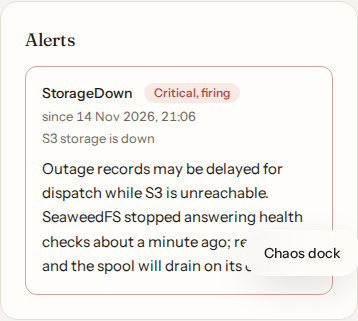 Alerts
StorageDown Critical, firing
since 14 Nov 2026, 21:06
S3 storage is down
Outage records may be delayed for
dispatch while S3 is unreachable.
SeaweedFS stopped answering health
checks about a minute ago;
and the spool will drain on its
Chaos dock